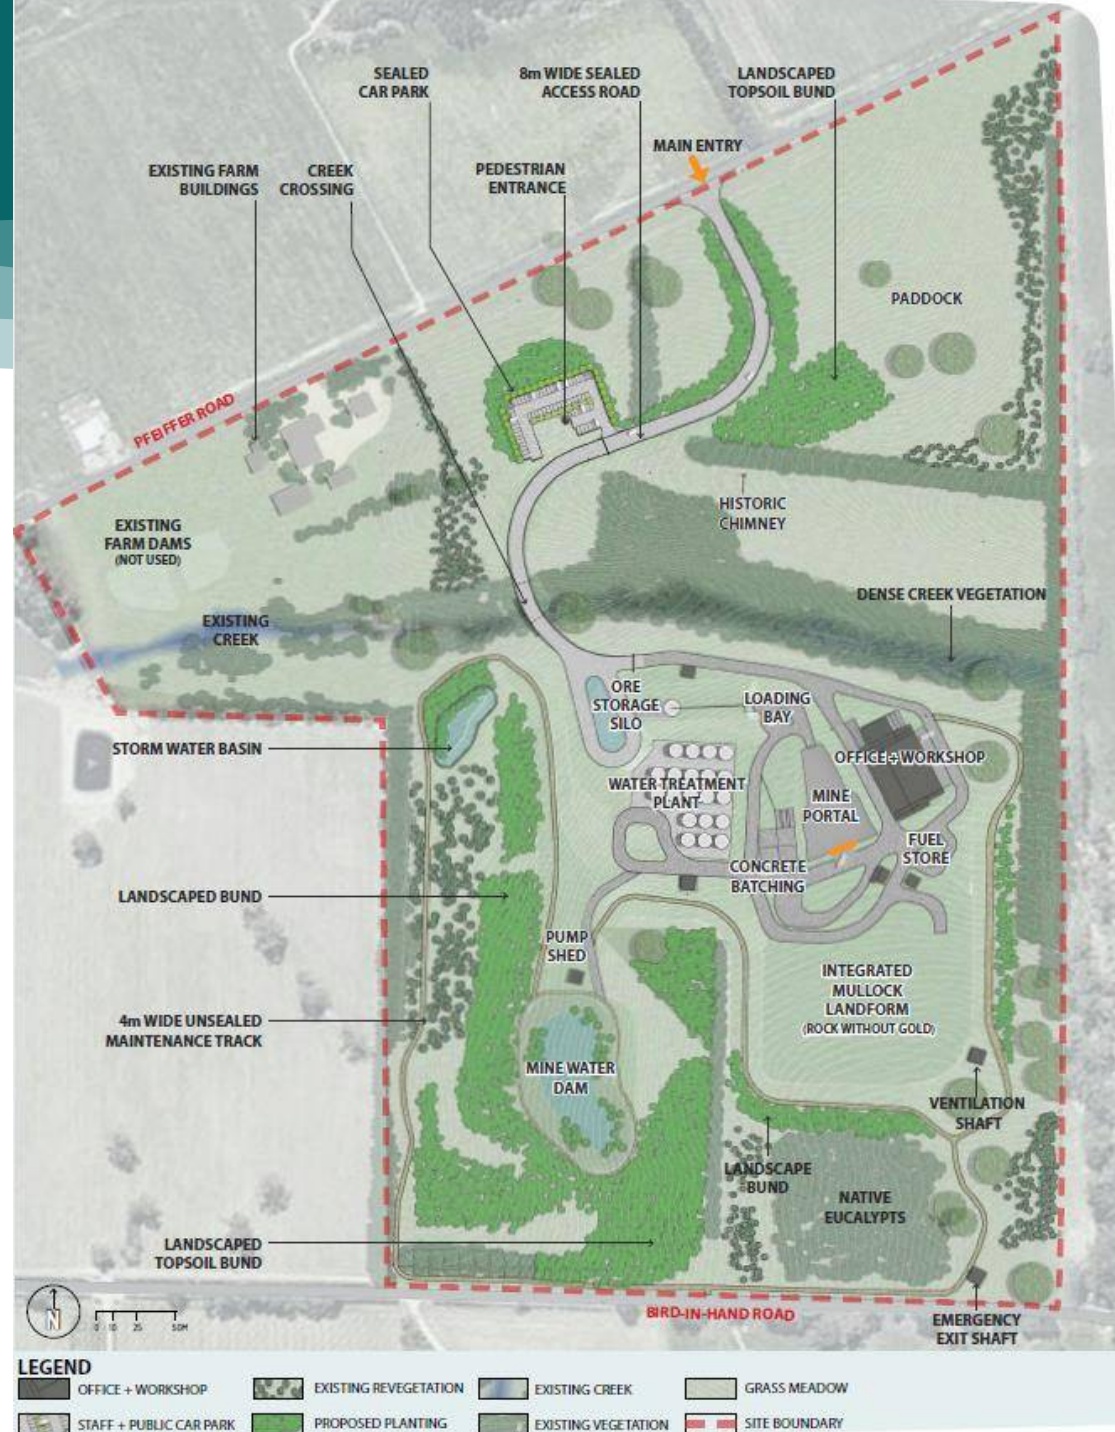 SEALED
CAR PARK
8m WIDE SEALED
ACCESS ROAD
LANDSCAPED
TOPSOIL BUND
MAIN ENTRY
EXISTING FARM
BUILDINGS
CREEK
CROSSING
PEDESTRIAN
ENTRANCE
PADDOCK
PFEIFFER ROAD
HISTORIC
CHIMNEY
EXISTING
FARM DAMS
(NOT USED)
DENSE CREEK VEGETATION
EXISTING
CREEK
ORE
STORAGE
SILO
LOADING
BAY
STORM WATER BASIN
OFFICE + WORKSHOP
WATER TREATMENT
PLANT
MINE
PORTAL
FUEL
STORE
CONCRETE
BATCHING
LANDSCAPED BUND
PUMP
SHED
INTEGRATED
MULLOCK
LANDFORM
(ROCK WITHOUT GOLD)
4m WIDE UNSEALED
MAINTENANCE TRACK
MINE WATER
DAM
VENTILATION
SHAFT
LANDSCAPE
BUND
NATIVE
EUCALYPTS
LANDSCAPED
TOPSOIL BUND
N
0 10 25 50M
BIRD-IN-HAND ROAD
EMERGENCY
EXIT SHAFT
LEGEND
OFFICE + WORKSHOP
EXISTING REVEGETATION
EXISTING CREEK
GRASS MEADOW
STAFF + PUBLIC CAR PARK
PROPOSED PLANTING
EXISTING VEGETATION
SITE BOUNDARY